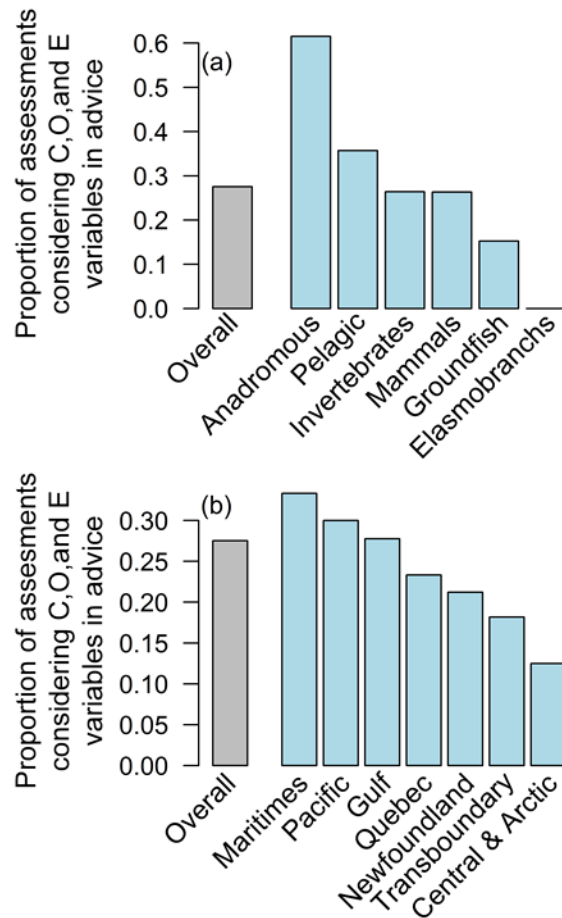 Proportion of assessments
considering C,O,and E
variables in advice
(a)
0.6
0.5
0.4
0.3
0.2
0.1
0.0
Overall
Anadromous
Pelagic
Invertebrates
Mammals
Groundfish
Elasmobranchs
Proportion of assesments
considering C,O,and E
variables in advice
(b)
0.30
0.25
0.20
0.15
0.10
0.05
0.00
Overall
Maritimes
Pacific
Gulf
Quebec
Newfoundland
Transboundary
Central & Arctic